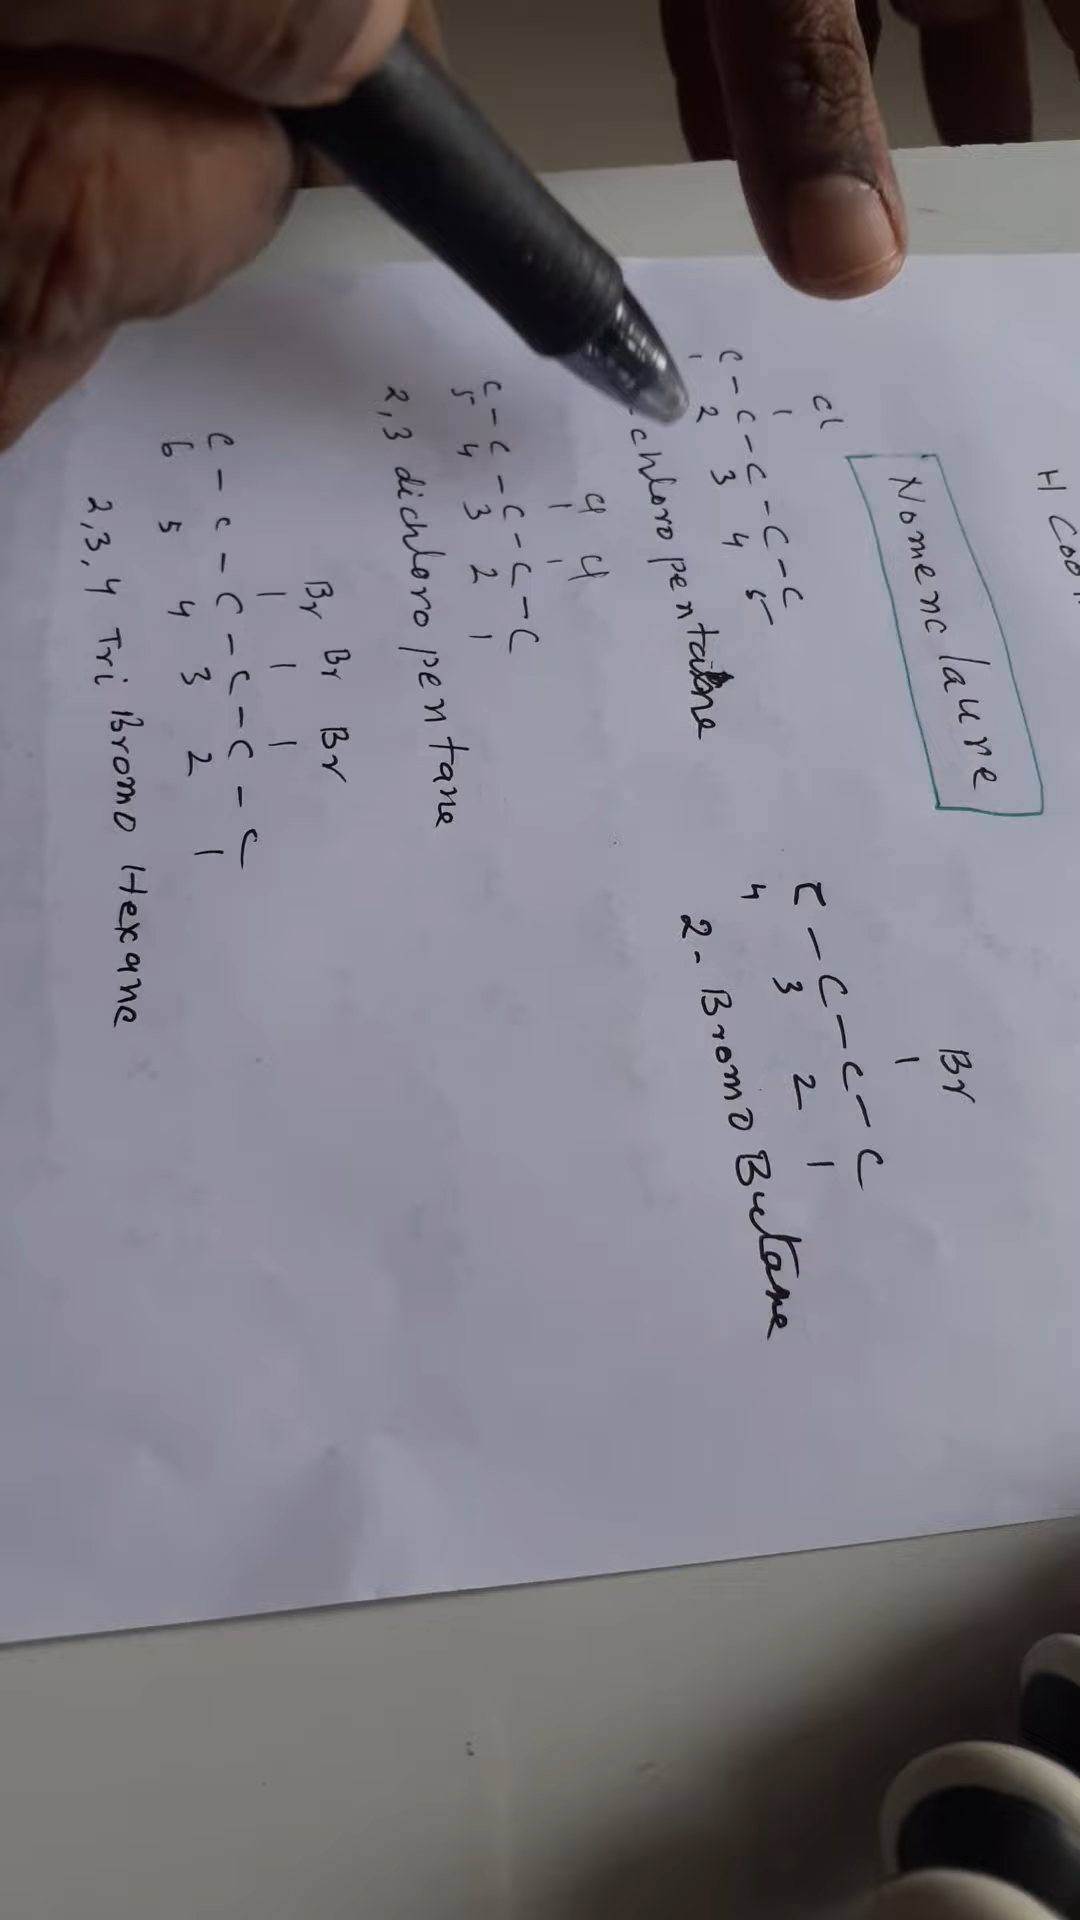 H Coo
Nomenclaure
Cl
C - C - C - C - C
1 2 3 4 5
chloro pentane
Cl Cl
C - C - C - C - C
5 4 3 2 1
2,3 dichloro pentane
Br Br Br
C - C - C - C - C - C
6 5 4 3 2 1
2,3,4 Tri Bromo Hexane
Br
C - C - C - C
4 3 2 1
2- Bromo Butane